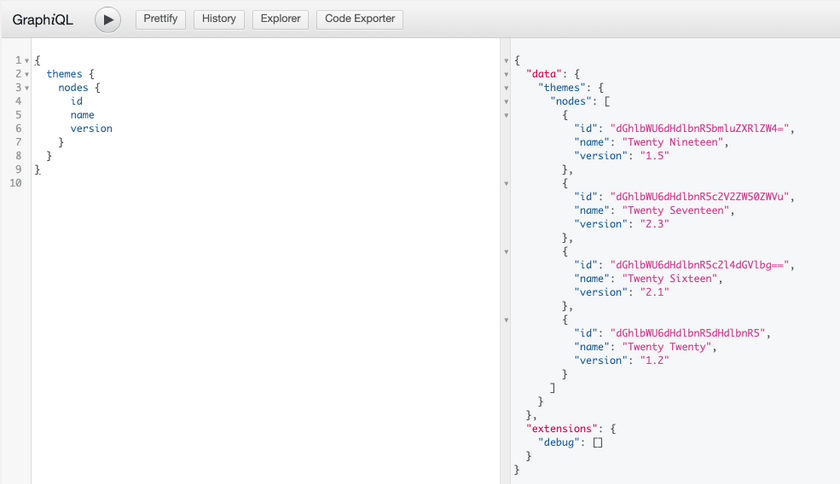 GraphiQL Prettify History Explorer Code Exporter
1 {
2 themes {
3 nodes {
4 id
5 name
6 version
7 }
8 }
9 }
10
{
"data": {
"themes": {
"nodes": [
{
"id": "dGhlbWU6dHdlbnR5bmluZXRlZW4=",
"name": "Twenty Nineteen",
"version": "1.5"
},
{
"id": "dGhlbWU6dHdlbnR5c2V2ZW50ZWVu",
"name": "Twenty Seventeen",
"version": "2.3"
},
{
"id": "dGhlbWU6dHdlbnR5c2l4dGVlbg==",
"name": "Twenty Sixteen",
"version": "2.1"
},
{
"id": "dGhlbWU6dHdlbnR5dHdlbnR5",
"name": "Twenty Twenty",
"version": "1.2"
}
]
}
},
"extensions": {
"debug": []
}
}